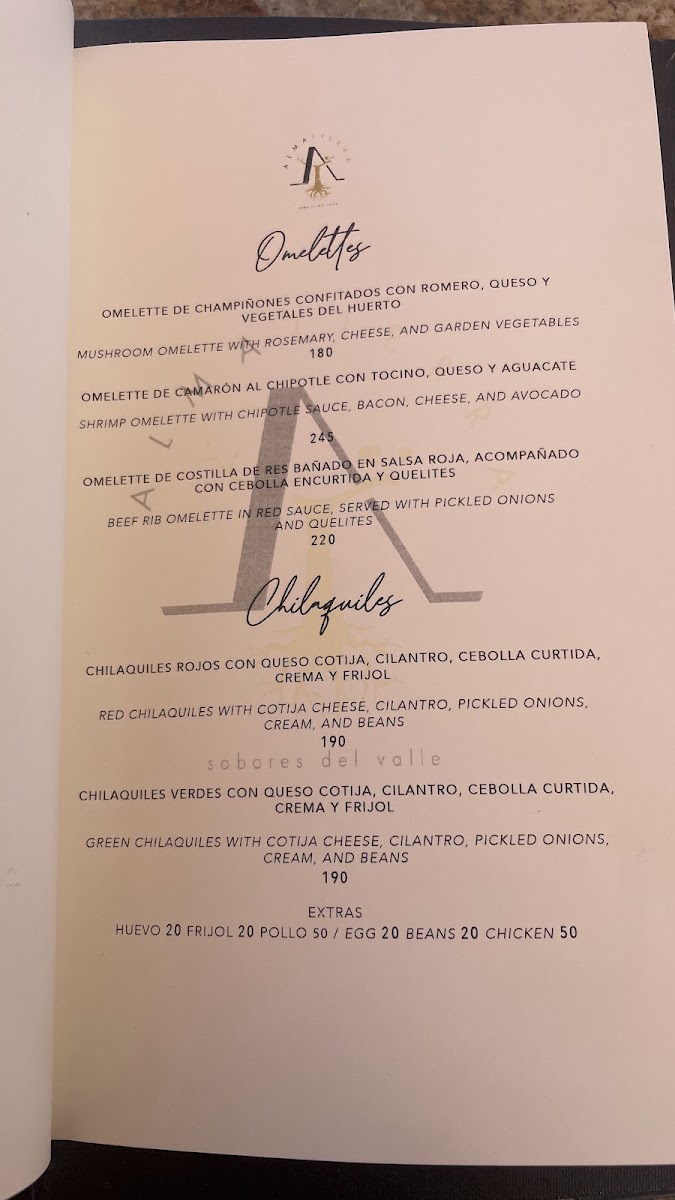 ALMATERRA
Omelettes
OMELETTE DE CHAMPIÑONES CONFITADOS CON ROMERO, QUESO Y
VEGETALES DEL HUERTO
MUSHROOM OMELETTE WITH ROSEMARY, CHEESE, AND GARDEN VEGETABLES
180
OMELETTE DE CAMARÓN AL CHIPOTLE CON TOCINO, QUESO Y AGUACATE
SHRIMP OMELETTE WITH CHIPOTLE SAUCE, BACON, CHEESE, AND AVOCADO
245
OMELETTE DE COSTILLA DE RES BAÑADO EN SALSA ROJA, ACOMPAÑADO
CON CEBOLLA ENCURTIDA Y QUELITES
BEEF RIB OMELETTE IN RED SAUCE, SERVED WITH PICKLED ONIONS
AND QUELITES
220
Chilaquiles
CHILAQUILES ROJOS CON QUESO COTIJA, CILANTRO, CEBOLLA CURTIDA,
CREMA Y FRIJOL
RED CHILAQUILES WITH COTIJA CHEESE, CILANTRO, PICKLED ONIONS,
CREAM, AND BEANS
190
sabores del valle
CHILAQUILES VERDES CON QUESO COTIJA, CILANTRO, CEBOLLA CURTIDA,
CREMA Y FRIJOL
GREEN CHILAQUILES WITH COTIJA CHEESE, CILANTRO, PICKLED ONIONS,
CREAM, AND BEANS
190
EXTRAS
HUEVO 20 FRIJOL 20 POLLO 50 / EGG 20 BEANS 20 CHICKEN 50